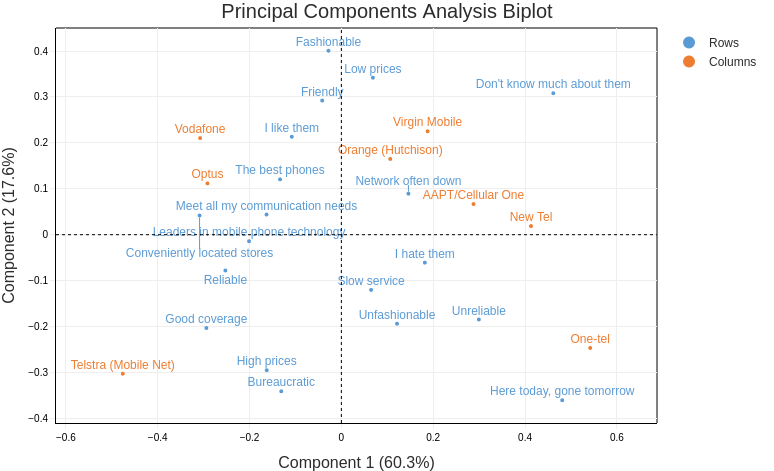 Principal Components Analysis Biplot
Rows
Columns
Component 2 (17.6%)
0.4
0.3
0.2
0.1
0
−0.1
−0.2
−0.3
−0.4
Fashionable
Low prices
Don't know much about them
Friendly
Virgin Mobile
Vodafone
I like them
Orange (Hutchison)
Optus
The best phones
Network often down
AAPT/Cellular One
Meet all my communication needs
New Tel
Leaders in mobile phone technology
Conveniently located stores
I hate them
Reliable
Slow service
Good coverage
Unfashionable
Unreliable
One-tel
Telstra (Mobile Net)
High prices
Bureaucratic
Here today, gone tomorrow
−0.6
−0.4
−0.2
0
0.2
0.4
0.6
Component 1 (60.3%)